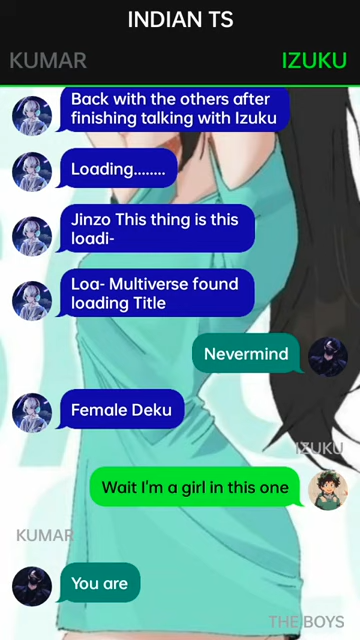 INDIAN TS
KUMAR
IZUKU
Back with the others after
finishing talking with Izuku
Loading........
Jinzo This thing is this
loadi-
Loa- Multiverse found
loading Title
Nevermind
Female Deku
IZUKU
Wait I'm a girl in this one
KUMAR
You are
THE BOYS